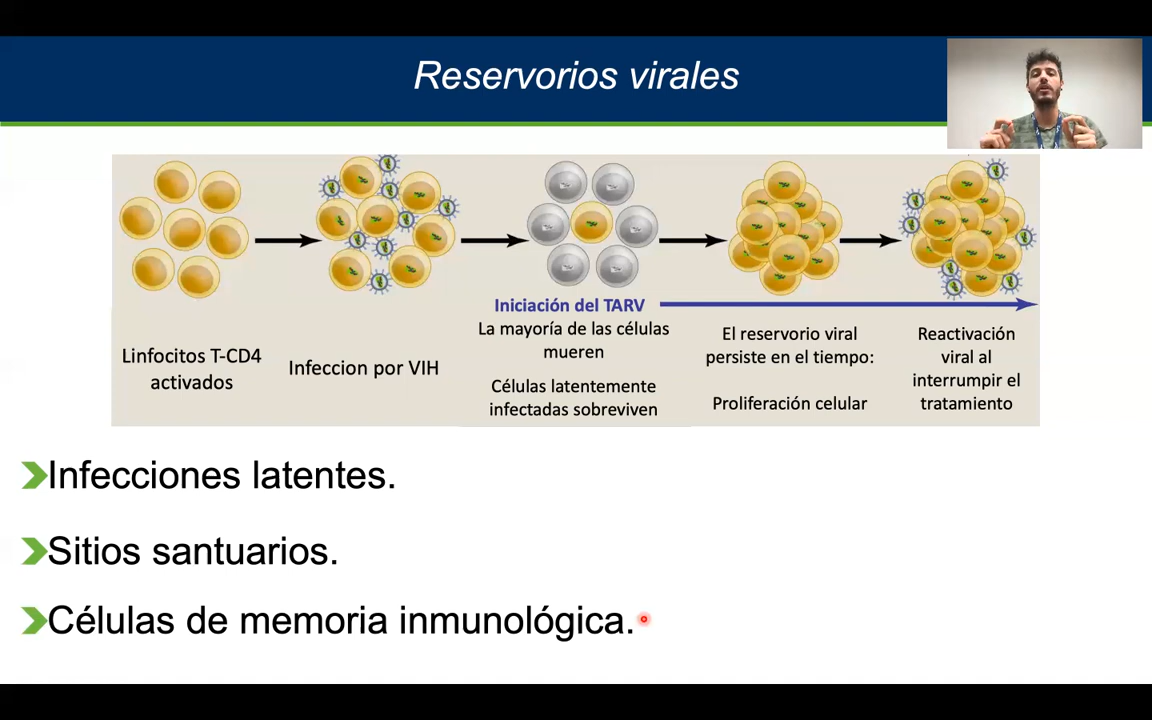 Reservorios virales
Linfocitos T-CD4
activados
Infeccion por VIH
Iniciación del TARV
La mayoría de las células
mueren
Células latentemente
infectadas sobreviven
El reservorio viral
persiste en el tiempo:
Proliferación celular
Reactivación
viral al
interrumpir el
tratamiento
Infecciones latentes.
Sitios santuarios.
Células de memoria inmunológica.